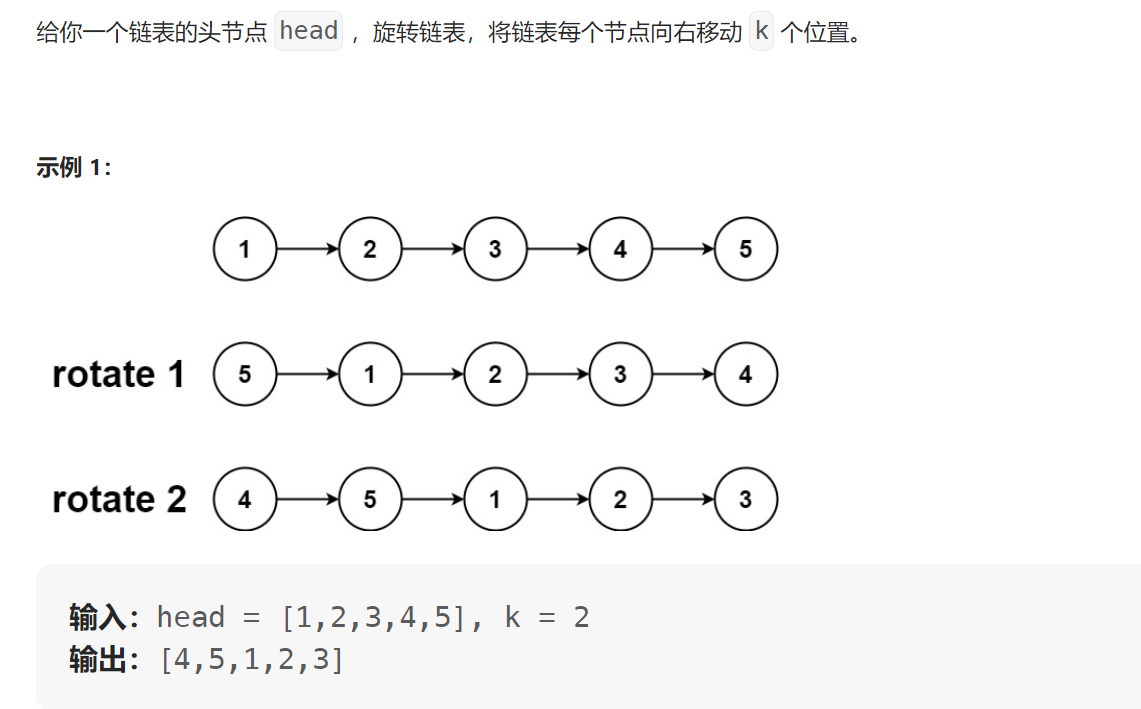 给你一个链表的头节点 head ，旋转链表，将链表每个节点向右移动 k 个位置。
示例 1：
1 2 3 4 5
rotate 1 5 1 2 3 4
rotate 2 4 5 1 2 3
输入：head = [1,2,3,4,5], k = 2
输出：[4,5,1,2,3]